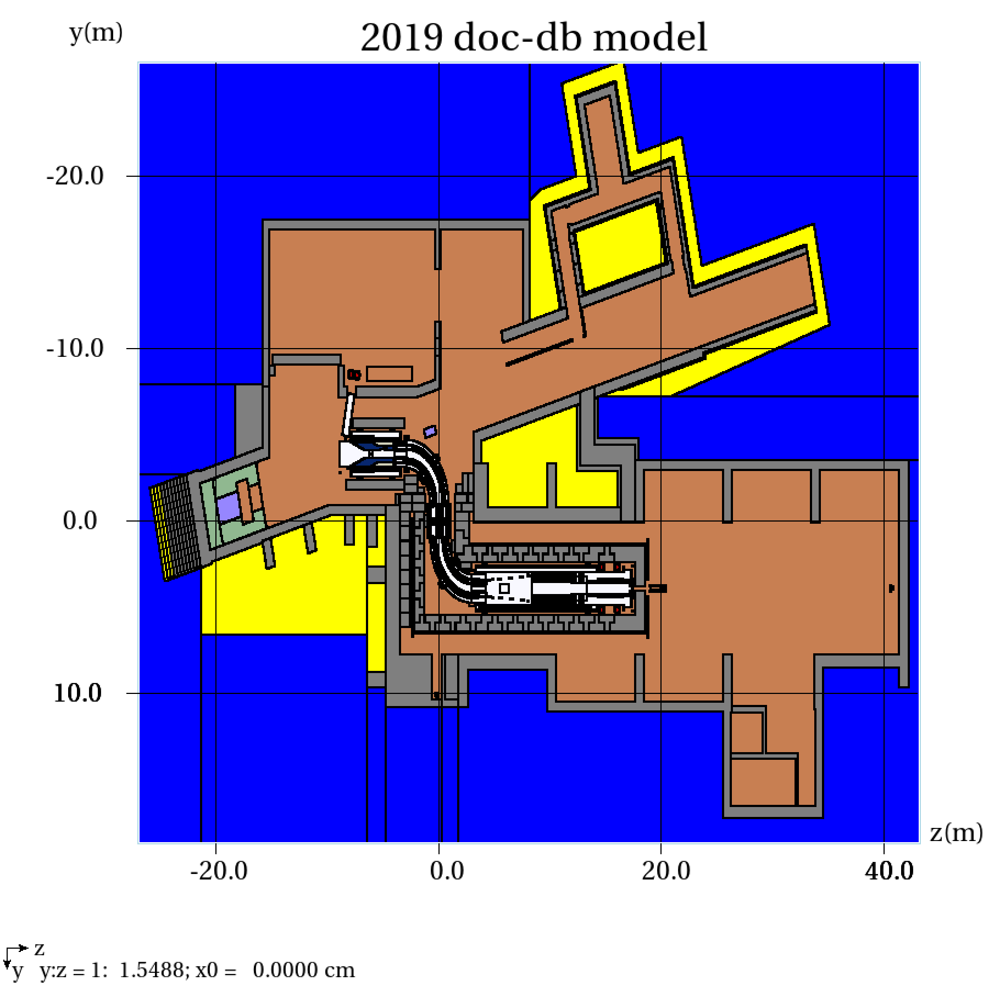 2019 doc-db model
y(m)
-20.0
-10.0
0.0
10.0
z(m)
-20.0 0.0 20.0 40.0
z
y y:z = 1: 1.5488; x0 = 0.0000 cm